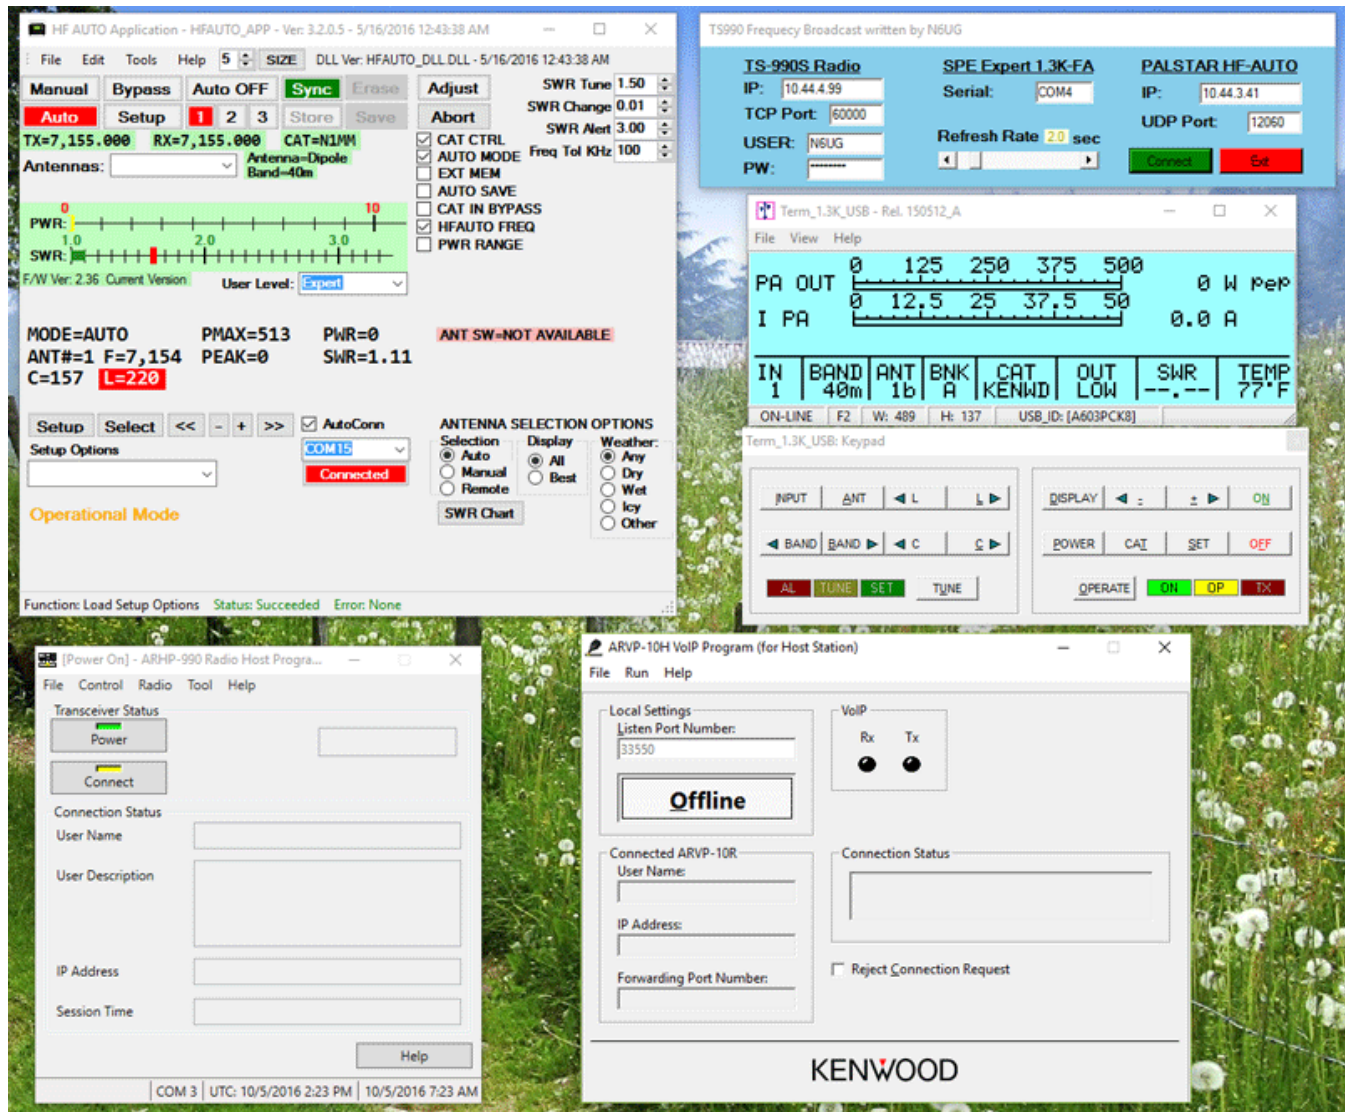 HF AUTO Application - HFAUTO_APP - Ver: 3.2.0.5 - 5/16/2016 12:43:38 AM
File Edit Tools Help 5 SIZE DLL Ver: HFAUTO_DLL.DLL - 5/16/2016 12:43:38 AM
Manual Bypass Auto OFF Sync Erase Adjust SWR Tune 1.50
SWR Change 0.01
Auto Setup 1 2 3 Store Save Abort
SWR Alert 3.00
TX=7,155.000 RX=7,155.000 CAT=N1MM
Freq Tol KHz 100
Antennas: Antenna=Dipole
Band=40m
CAT CTRL
AUTO MODE
EXT MEM
AUTO SAVE
CAT IN BYPASS
HFAUTO FREQ
PWR RANGE
0 10
PWR:
1.0 2.0 3.0
SWR:
F/W Ver: 2.36 Current Version User Level: Expert
MODE=AUTO PMAX=513 PWR=0 ANT SW=NOT AVAILABLE
ANT#=1 F=7,154 PEAK=0 SWR=1.11
C=157 L=220
Setup Select << - + >> AutoConn
Setup Options COM15
Connected
ANTENNA SELECTION OPTIONS
Selection Display Weather:
Auto All Any
Manual Best Dry
Remote Wet
SWR Chart Icy
Other
Operational Mode
Function: Load Setup Options Status: Succeeded Error: None
TS990 Frequecy Broadcast written by N6UG
TS-990S Radio SPE Expert 1.3K-FA PALSTAR HF-AUTO
IP: 10.44.4.99 Serial: COM4 IP: 10.44.3.41
TCP Port: 60000 UDP Port: 12060
USER: N6UG Refresh Rate 2.0 sec
PW: ******** Connect Exit
Term_1.3K_USB - Rel. 150512_A
File View Help
0 125 250 375 500
PA OUT 0 W pep
0 12.5 25 37.5 50
I PA 0.0 A
IN BAND ANT BNK CAT OUT SWR TEMP
1 40m 1b A KENWD LOW --.-- 77°F
ON-LINE F2 W: 489 H: 137 USB_ID: [A603PCK8]
Term_1.3K_USB: Keypad
INPUT ANT ◀ L L ▶ DISPLAY ◀ - + ▶ ON
◀ BAND BAND ▶ ◀ C C ▶ POWER CAT SET OFF
AL TUNE SET TUNE OPERATE ON OP TX
[Power On] - ARHP-990 Radio Host Progra...
File Control Radio Tool Help
Transceiver Status
Power
Connect
Connection Status
User Name
User Description
IP Address
Session Time
Help
COM 3 UTC: 10/5/2016 2:23 PM 10/5/2016 7:23 AM
ARVP-10H VoIP Program (for Host Station)
File Run Help
Local Settings VoIP
Listen Port Number: Rx Tx
33550
Offline
Connected ARVP-10R Connection Status
User Name:
IP Address:
Reject Connection Request
Forwarding Port Number:
KENWOOD